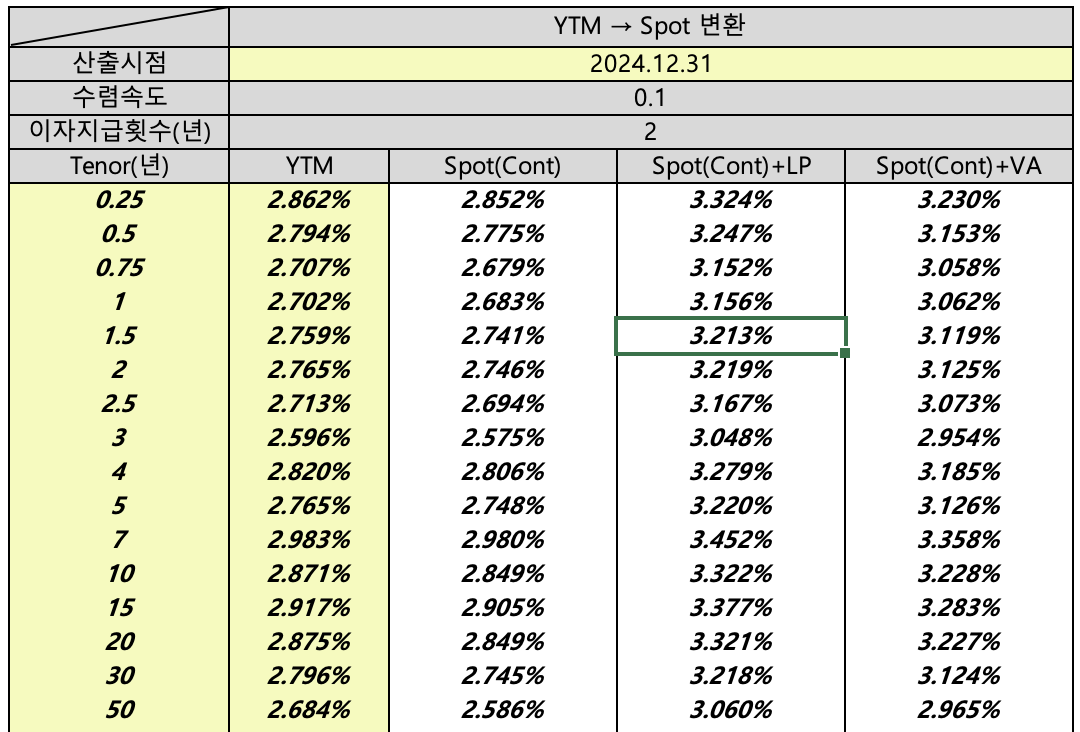 YTM → Spot 변환
산출시점 2024.12.31
수렴속도 0.1
이자지급횟수(년) 2
Tenor(년) YTM Spot(Cont) Spot(Cont)+LP Spot(Cont)+VA
0.25 2.862% 2.852% 3.324% 3.230%
0.5 2.794% 2.775% 3.247% 3.153%
0.75 2.707% 2.679% 3.152% 3.058%
1 2.702% 2.683% 3.156% 3.062%
1.5 2.759% 2.741% 3.213% 3.119%
2 2.765% 2.746% 3.219% 3.125%
2.5 2.713% 2.694% 3.167% 3.073%
3 2.596% 2.575% 3.048% 2.954%
4 2.820% 2.806% 3.279% 3.185%
5 2.765% 2.748% 3.220% 3.126%
7 2.983% 2.980% 3.452% 3.358%
10 2.871% 2.849% 3.322% 3.228%
15 2.917% 2.905% 3.377% 3.283%
20 2.875% 2.849% 3.321% 3.227%
30 2.796% 2.745% 3.218% 3.124%
50 2.684% 2.586% 3.060% 2.965%